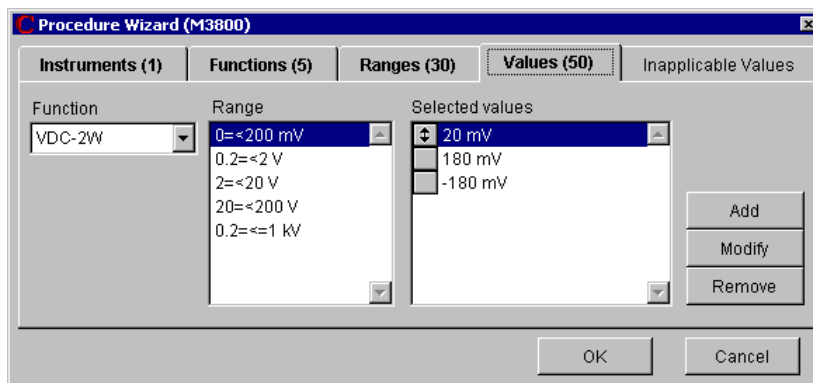 Procedure Wizard (M3800)
Instruments (1) Functions (5) Ranges (30) Values (50) Inapplicable Values
Function Range Selected values
VDC-2W
0=<200 mV
0.2=<2 V
2=<20 V
20=<200 V
0.2=<=1 kV
20 mV
180 mV
-180 mV
Add
Modify
Remove
OK Cancel